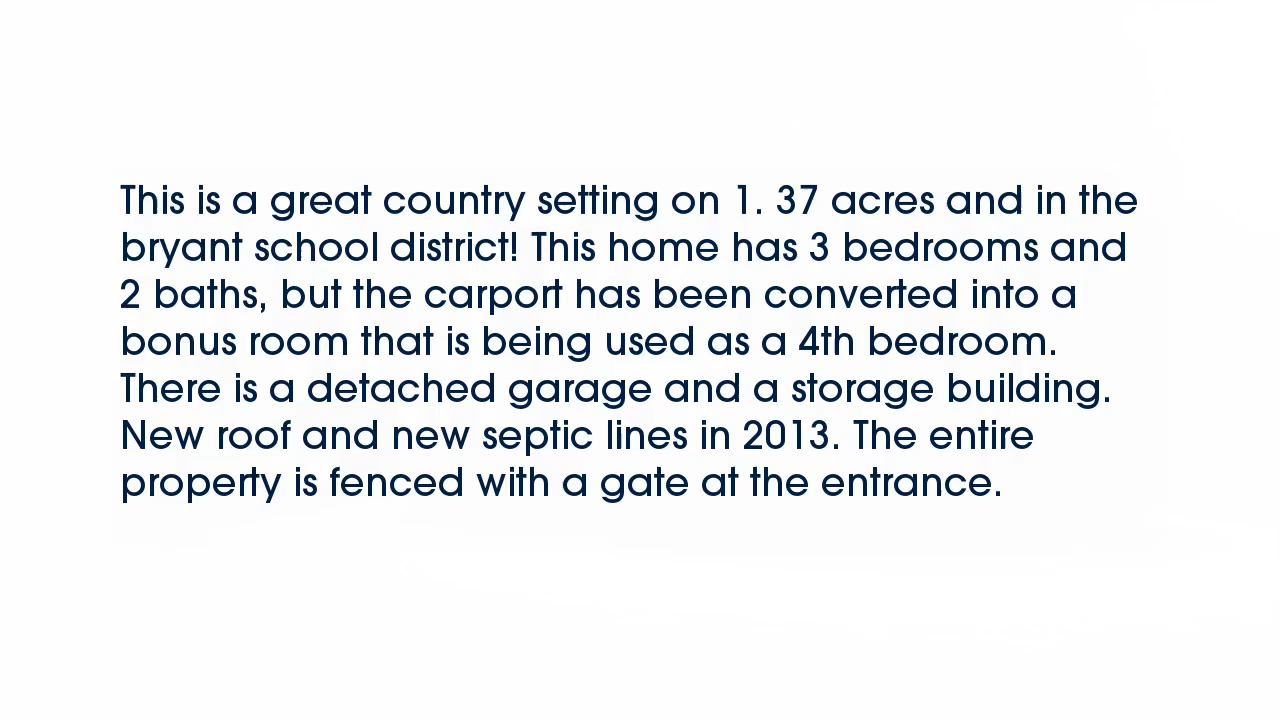 This is a great country setting on 1. 37 acres and in the
bryant school district! This home has 3 bedrooms and
2 baths, but the carport has been converted into a
bonus room that is being used as a 4th bedroom.
There is a detached garage and a storage building.
New roof and new septic lines in 2013. The entire
property is fenced with a gate at the entrance.